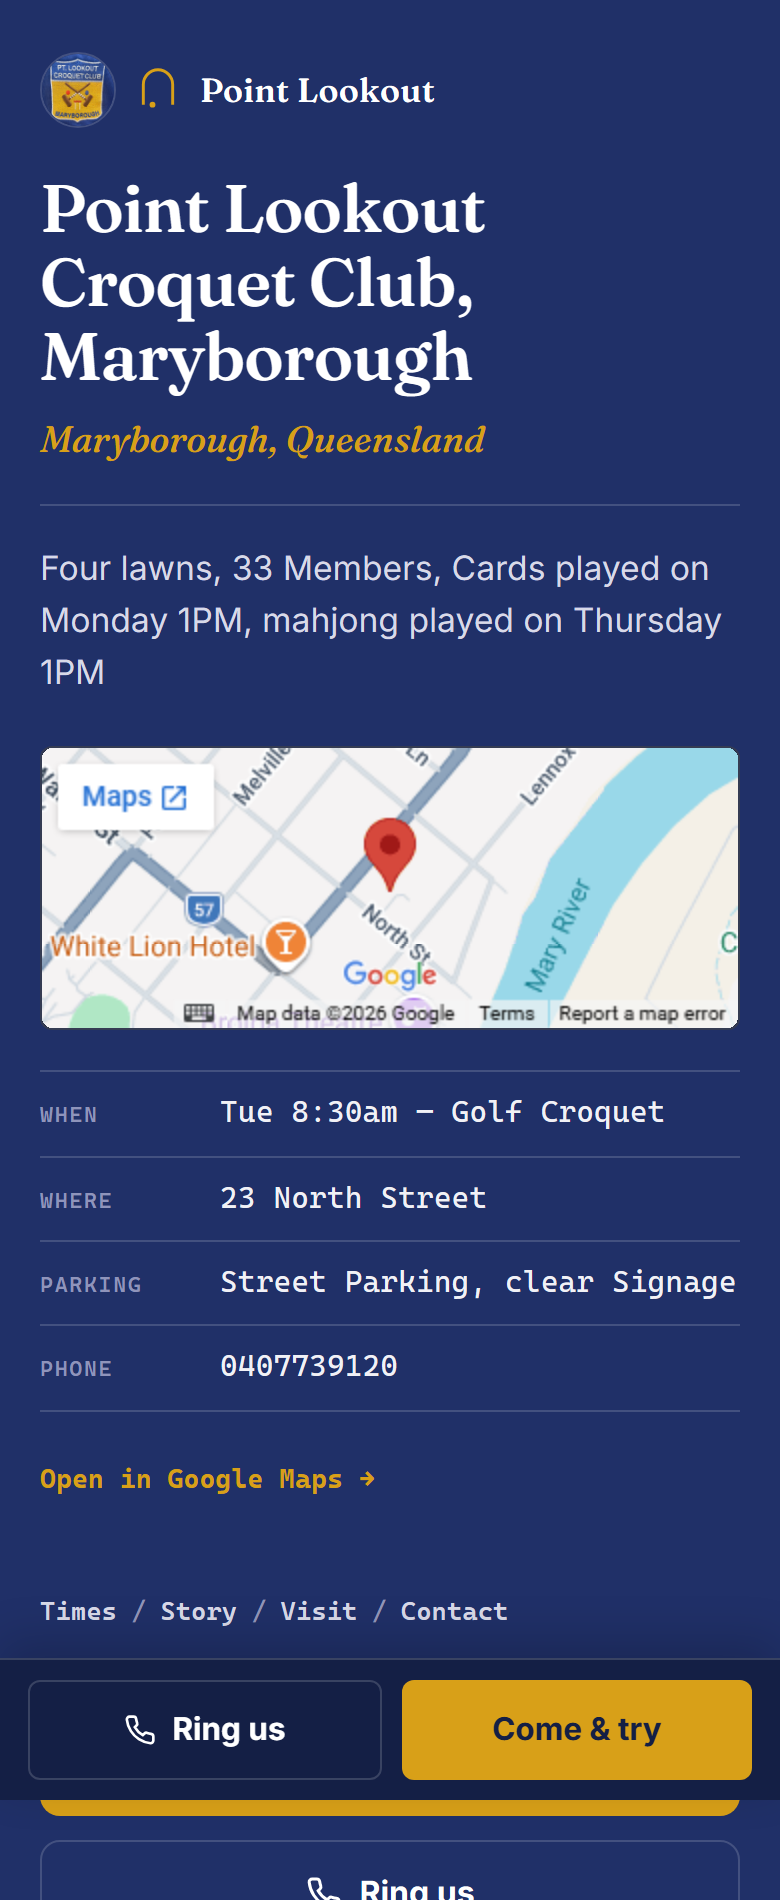 PT. LOOKOUT
CROQUET CLUB
MARYBOROUGH
Point Lookout
Point Lookout
Croquet Club,
Maryborough
Maryborough, Queensland
Four lawns, 33 Members, Cards played on
Monday 1PM, mahjong played on Thursday
1PM
Melville
Ln
Lennox
Maps
St
57
North St
White Lion Hotel
Mary River
Google
Map data ©2026 Google
Terms
Report a map error
WHEN
Tue 8:30am – Golf Croquet
WHERE
23 North Street
PARKING
Street Parking, clear Signage
PHONE
0407739120
Open in Google Maps →
Times / Story / Visit / Contact
Ring us
Come & try
Ring us